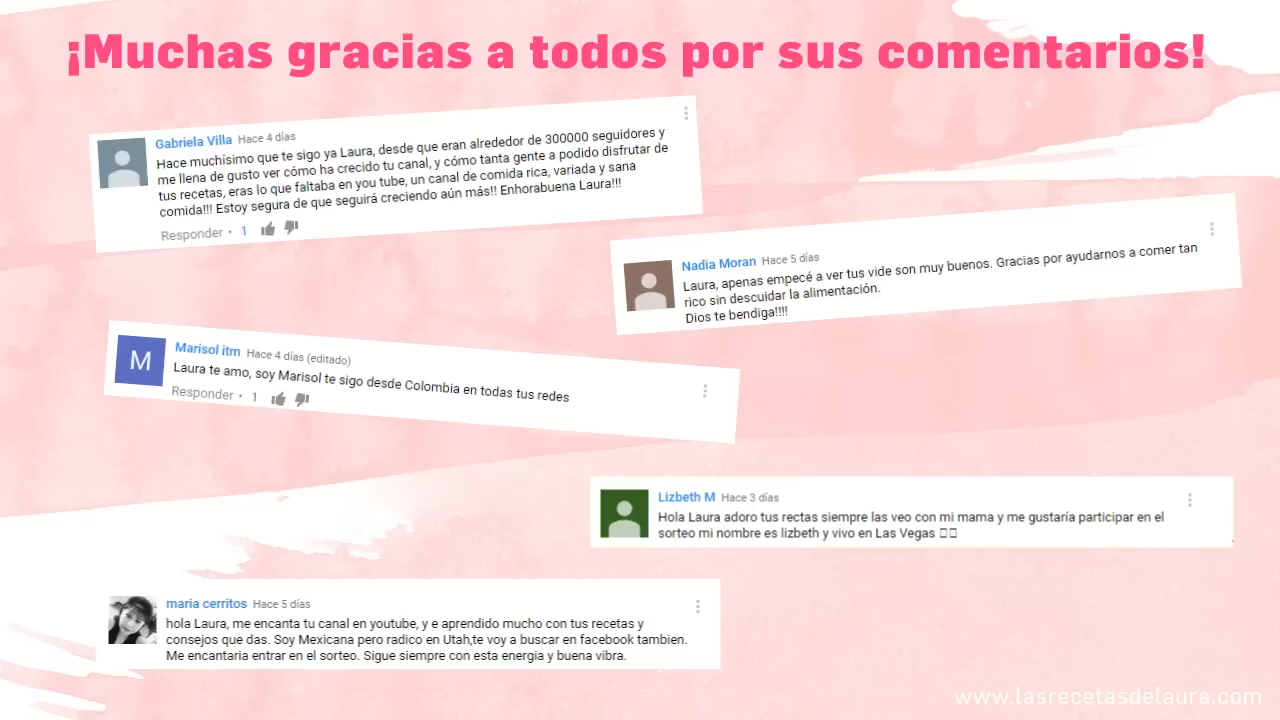 ¡Muchas gracias a todos por sus comentarios!
Gabriela Villa Hace 4 días
Hace muchísimo que te sigo ya Laura, desde que eran alrededor de 300000 seguidores y
me llena de gusto ver cómo ha crecido tu canal, y cómo tanta gente a podido disfrutar de
tus recetas, eras lo que faltaba en you tube, un canal de comida rica, variada y sana
comida!!! Estoy segura de que seguirá creciendo aún más!! Enhorabuena Laura!!!
Responder • 1
Nadia Moran Hace 5 días
Laura, apenas empecé a ver tus vide son muy buenos. Gracias por ayudarnos a comer tan
rico sin descuidar la alimentación.
Dios te bendiga!!!!
M
Marisol itm Hace 4 días (editado)
Laura te amo, soy Marisol te sigo desde Colombia en todas tus redes
Responder • 1
Lizbeth M Hace 3 días
Hola Laura adoro tus rectas siempre las veo con mi mama y me gustaría participar en el
sorteo mi nombre es lizbeth y vivo en Las Vegas
maria cerritos Hace 5 días
hola Laura, me encanta tu canal en youtube, y e aprendido mucho con tus recetas y
consejos que das. Soy Mexicana pero radico en Utah,te voy a buscar en facebook tambien.
Me encantaria entrar en el sorteo. Sigue siempre con esta energia y buena vibra.
www.lasrecetasdelaura.com